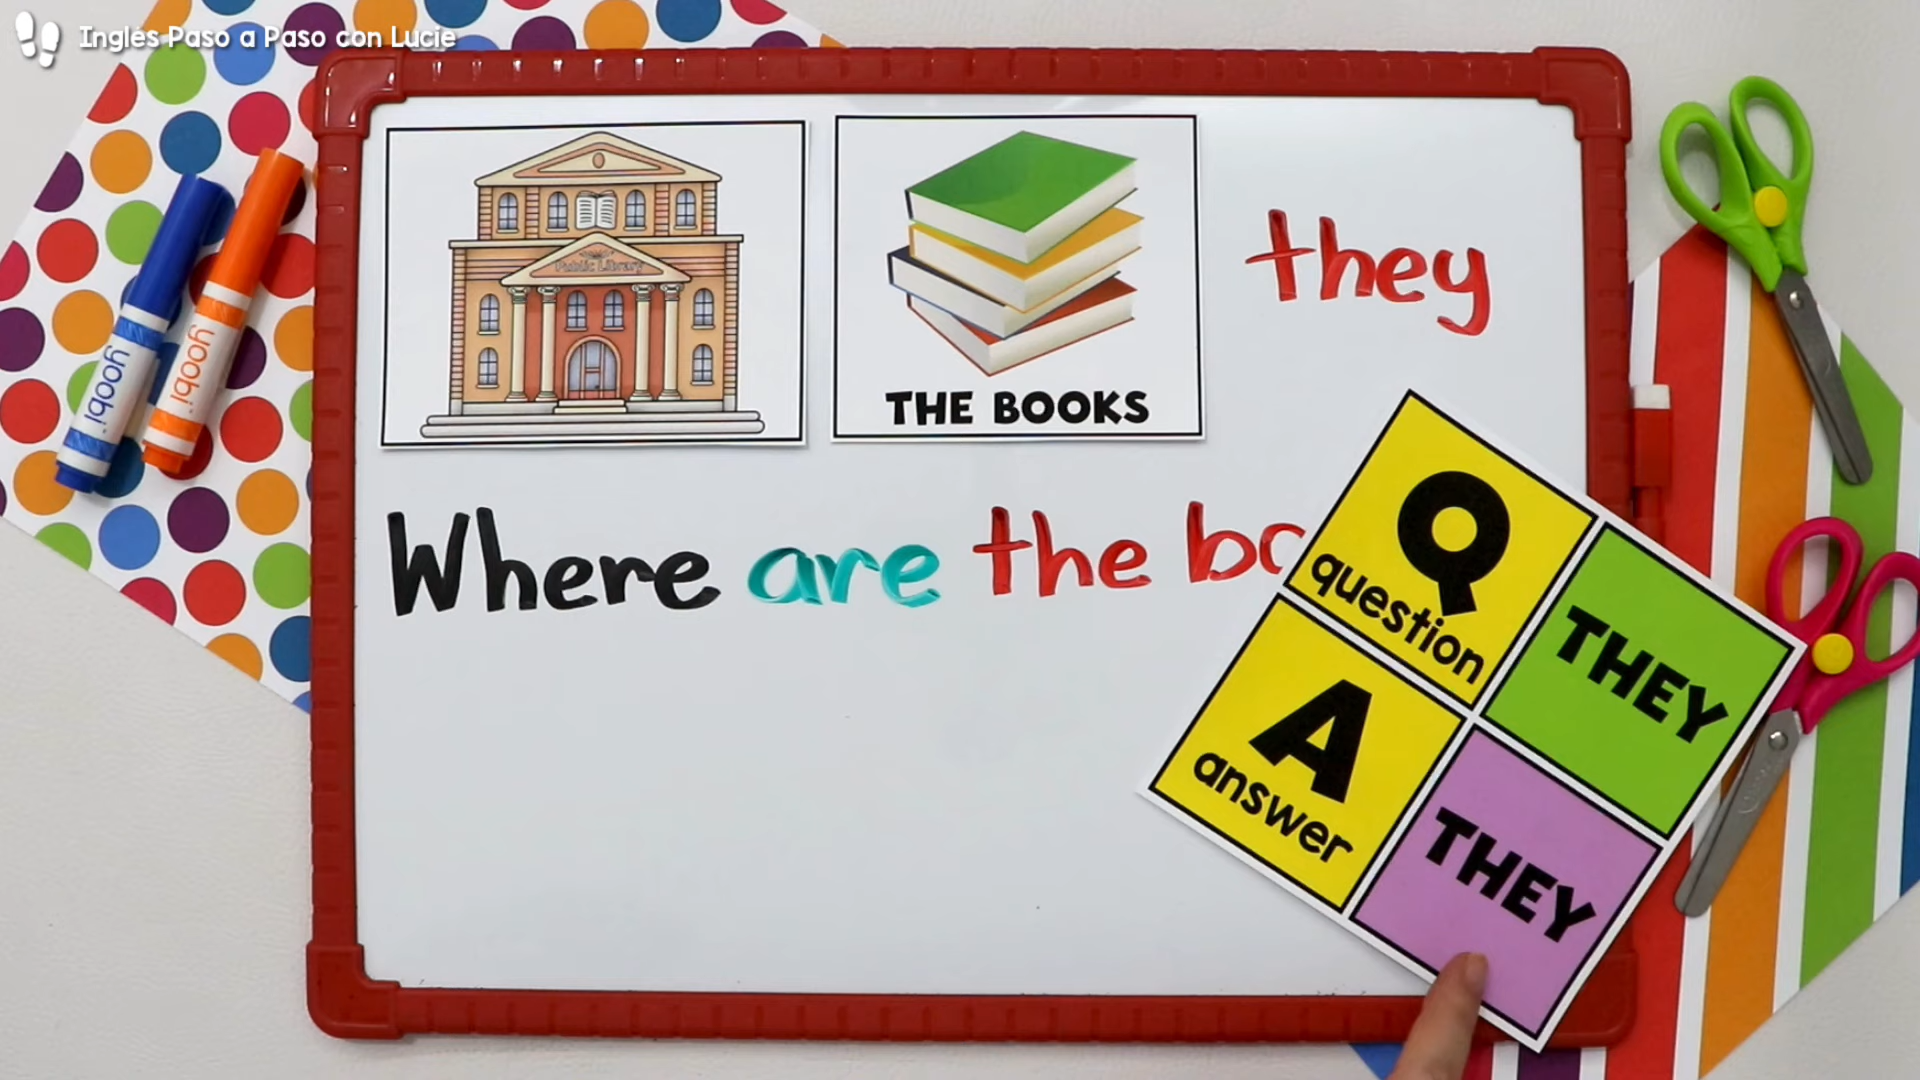 Inglés Paso a Paso con Lucie
Public Library
THE BOOKS
they
Where are the bo
Q
question
THEY
A
answer
THEY
yoobi
yoobi